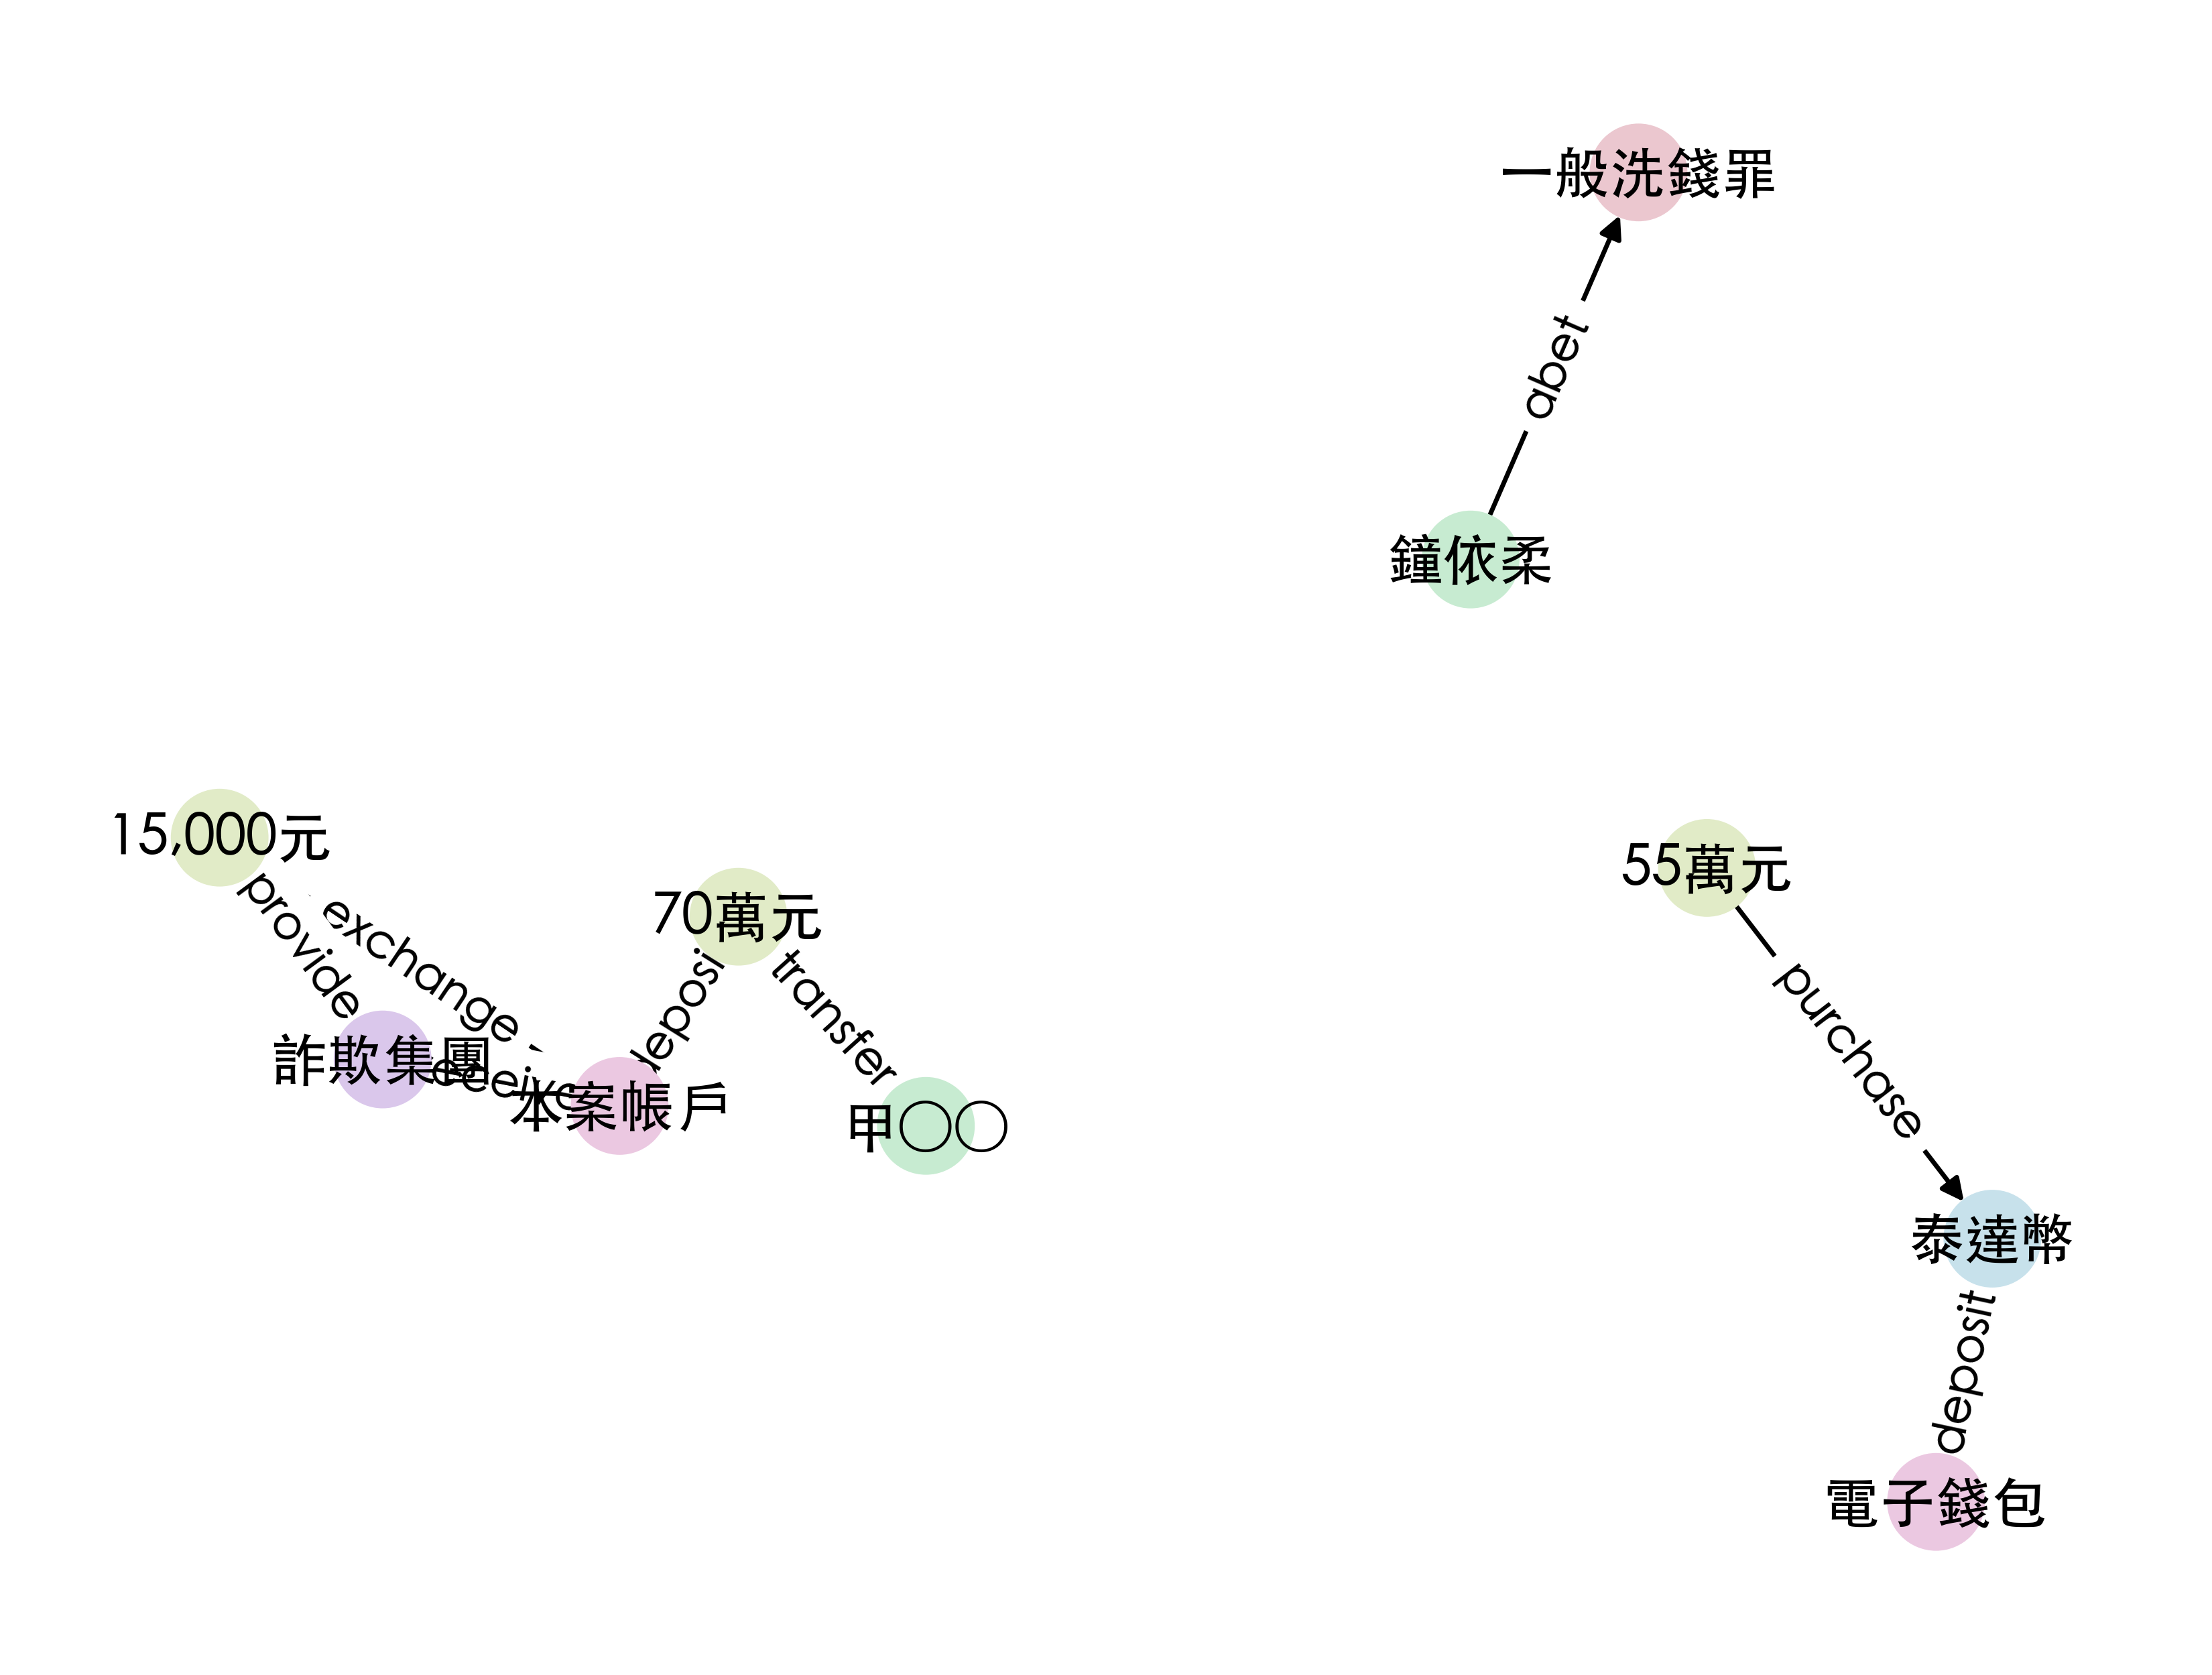 一般洗錢罪
abet
鐘依柔
15,000元
provide
exchange
70萬元
transfer
55萬元
purchase
詐欺集團
本案帳戶
甲〇〇
泰達幣
deposit
電子錢包